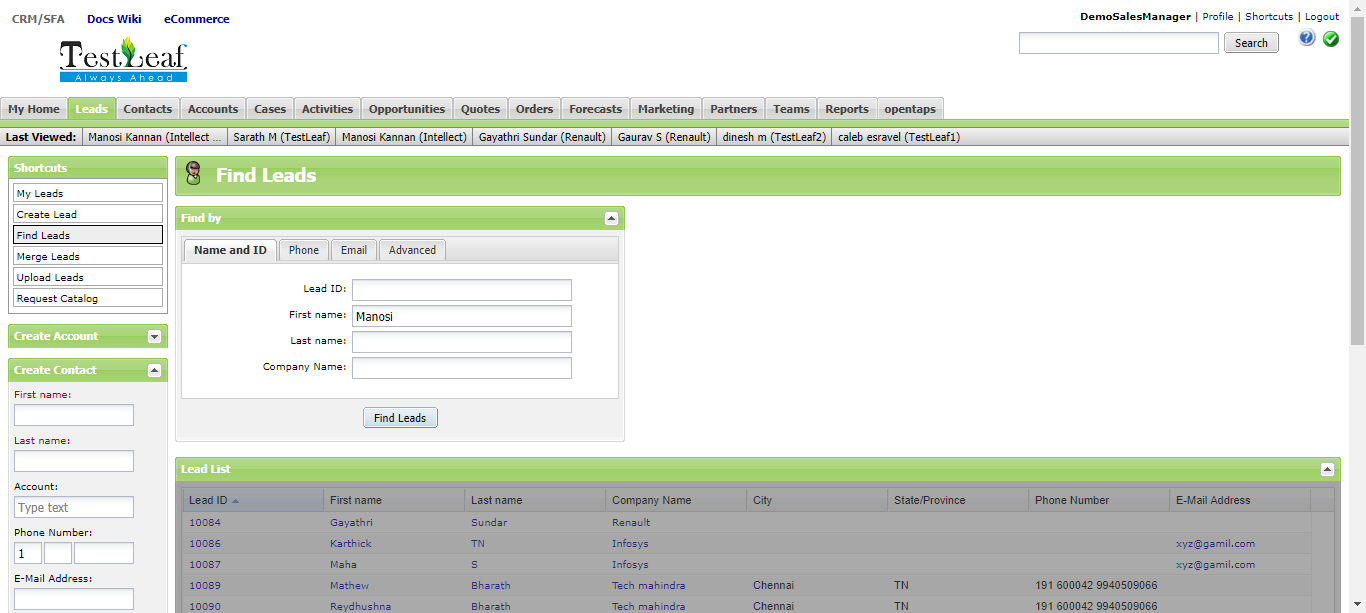 CRM/SFA Docs Wiki eCommerce
DemoSalesManager | Profile | Shortcuts | Logout
TestLeaf
Always Ahead
Search
My Home Leads Contacts Accounts Cases Activities Opportunities Quotes Orders Forecasts Marketing Partners Teams Reports opentaps
Last Viewed: Manosi Kannan (Intellect ... Sarath M (TestLeaf) Manosi Kannan (Intellect) Gayathri Sundar (Renault) Gaurav S (Renault) dinesh m (TestLeaf2) caleb esravel (TestLeaf1)
Shortcuts
My Leads
Create Lead
Find Leads
Merge Leads
Upload Leads
Request Catalog
Create Account
Create Contact
First name:
Last name:
Account:
Type text
Phone Number:
1
E-Mail Address:
Find Leads
Find by
Name and ID Phone Email Advanced
Lead ID:
First name: Manosi
Last name:
Company Name:
Find Leads
Lead List
Lead ID First name Last name Company Name City State/Province Phone Number E-Mail Address
10084 Gayathri Sundar Renault
10086 Karthick TN Infosys xyz@gamil.com
10087 Maha S Infosys xyz@gamil.com
10089 Mathew Bharath Tech mahindra Chennai TN 191 600042 9940509066
10090 Reydhushna Bharath Tech mahindra Chennai TN 191 600042 9940509066